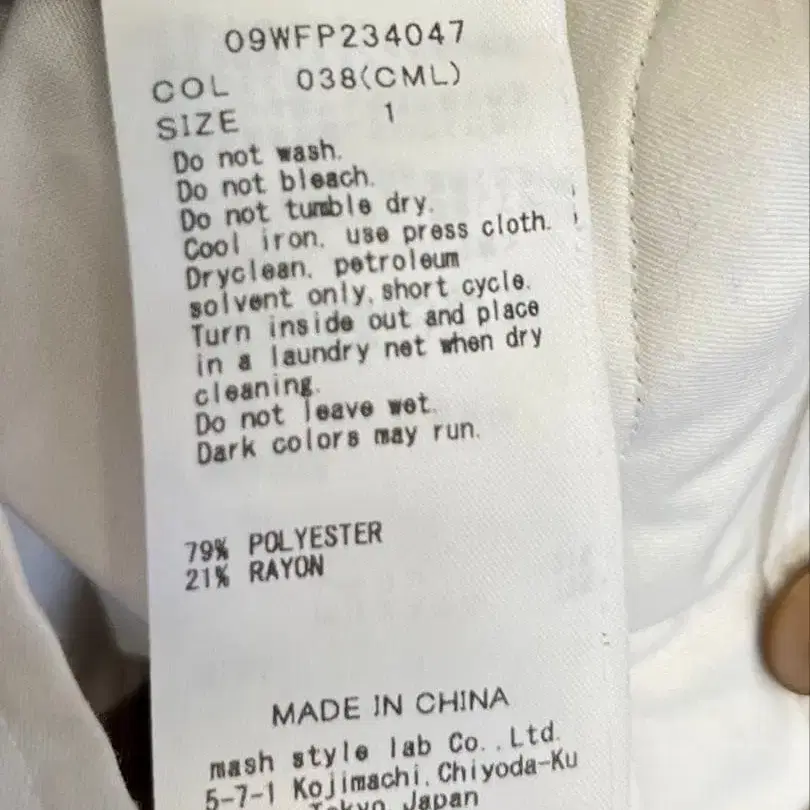 09WFP234047
COL 038(CML)
SIZE 1
Do not wash.
Do not bleach.
Do not tumble dry.
Cool iron, use press cloth.
Dryclean, petroleum
solvent only, short cycle.
Turn inside out and place
in a laundry net when dry
cleaning.
Do not leave wet.
Dark colors may run.
79% POLYESTER
21% RAYON
MADE IN CHINA
mash style lab Co.,Ltd.
5-7-1 Kojimachi, Chiyoda-Ku
Tokyo, Japan